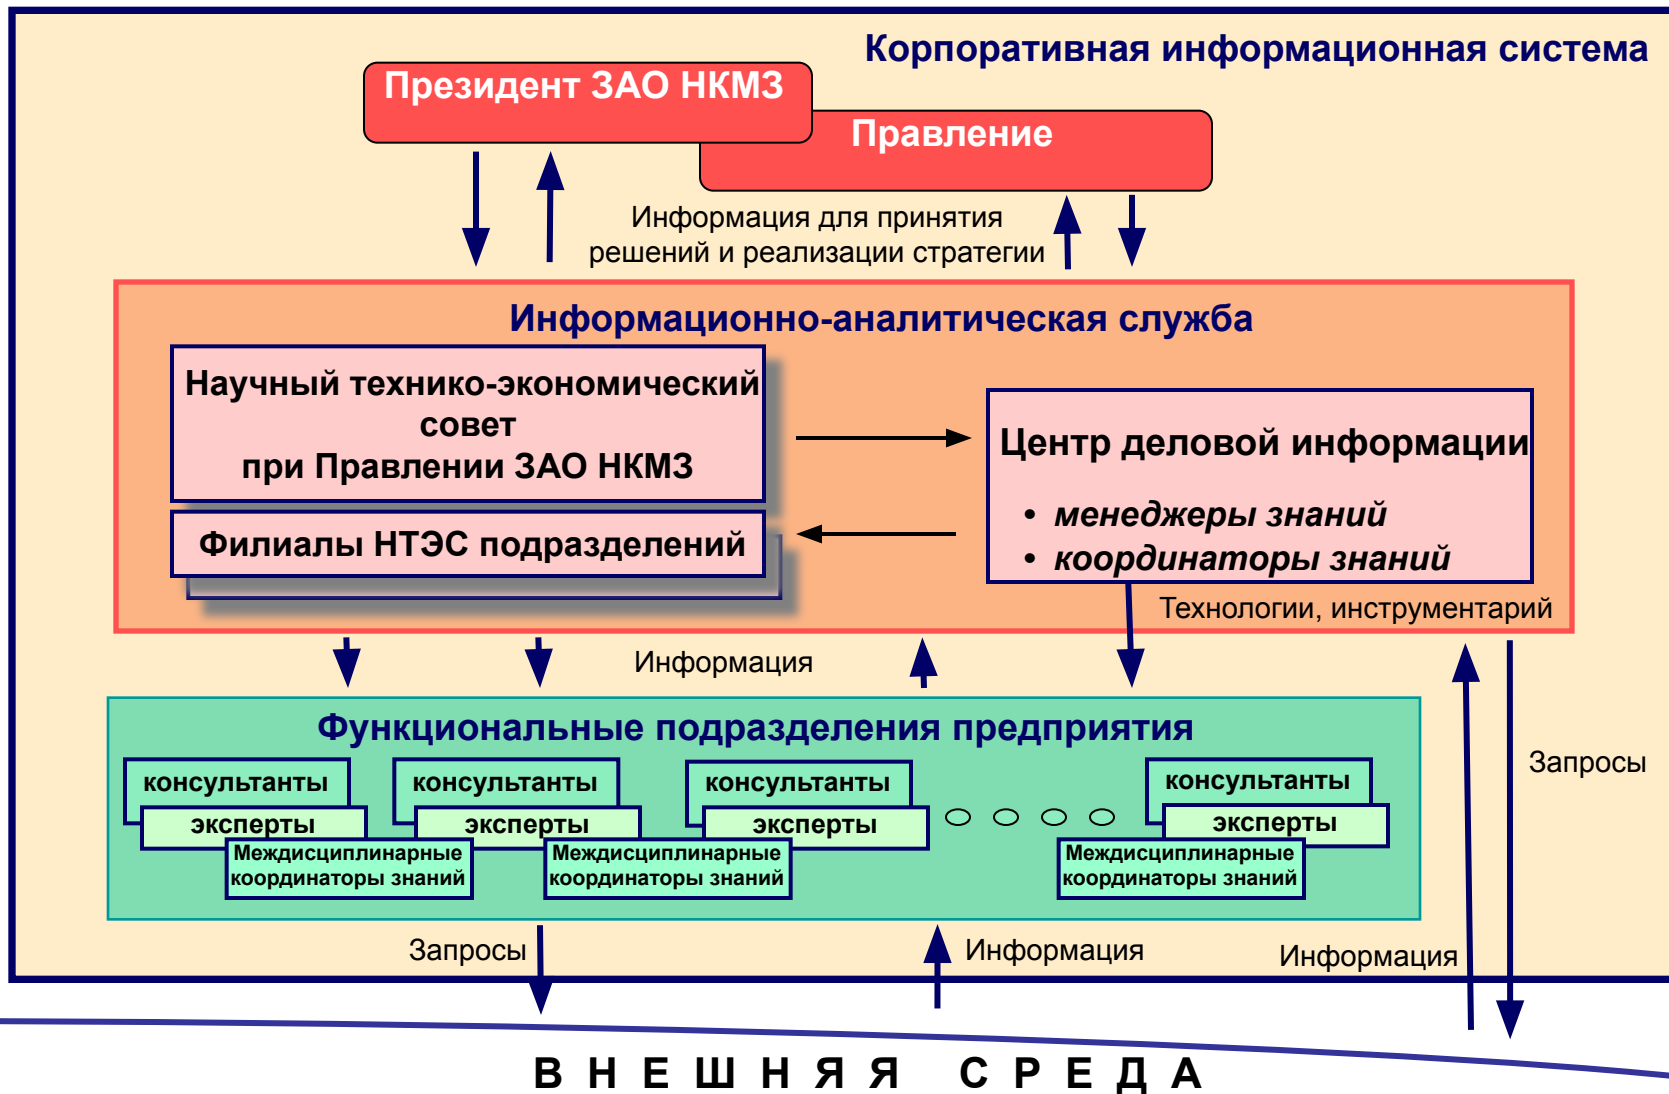 Корпоративная информационная система
Президент ЗАО НКМЗ
Правление
Информация для принятия
решений и реализации стратегии
Информационно-аналитическая служба
Научный технико-экономический
совет
при Правлении ЗАО НКМЗ
Филиалы НТЭС подразделений
Центр деловой информации
• менеджеры знаний
• координаторы знаний
Технологии, инструментарий
Информация
Функциональные подразделения предприятия
консультанты
эксперты
Междисциплинарные
координаторы знаний
консультанты
эксперты
Междисциплинарные
координаторы знаний
консультанты
эксперты
консультанты
эксперты
Междисциплинарные
координаторы знаний
Запросы
Запросы
Информация
Информация
ВНЕШНЯЯ СРЕДА